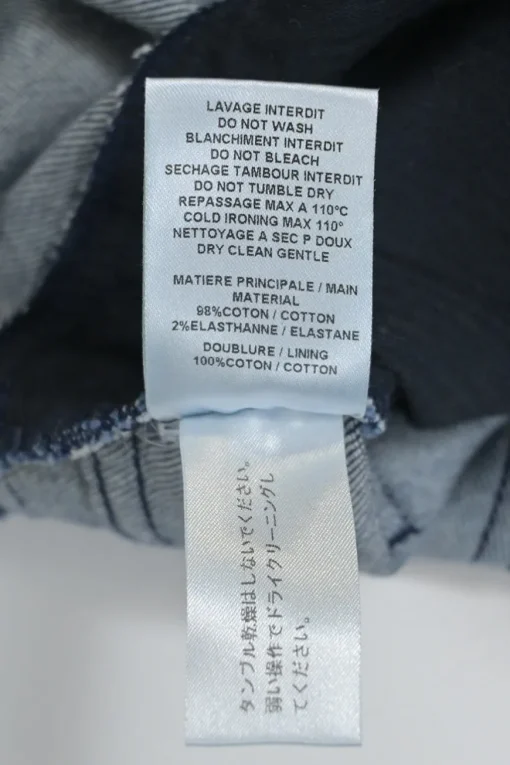 LAVAGE INTERDIT
DO NOT WASH
BLANCHIMENT INTERDIT
DO NOT BLEACH
SECHAGE TAMBOUR INTERDIT
DO NOT TUMBLE DRY
REPASSAGE MAX A 110°C
COLD IRONING MAX 110°
NETTOYAGE A SEC P DOUX
DRY CLEAN GENTLE
MATIERE PRINCIPALE / MAIN
MATERIAL
98%COTON / COTTON
2%ELASTHANNE / ELASTANE
DOUBLURE / LINING
100%COTON / COTTON
タンブル乾燥はしないでください。
弱い操作でドライクリーニングし
てください。